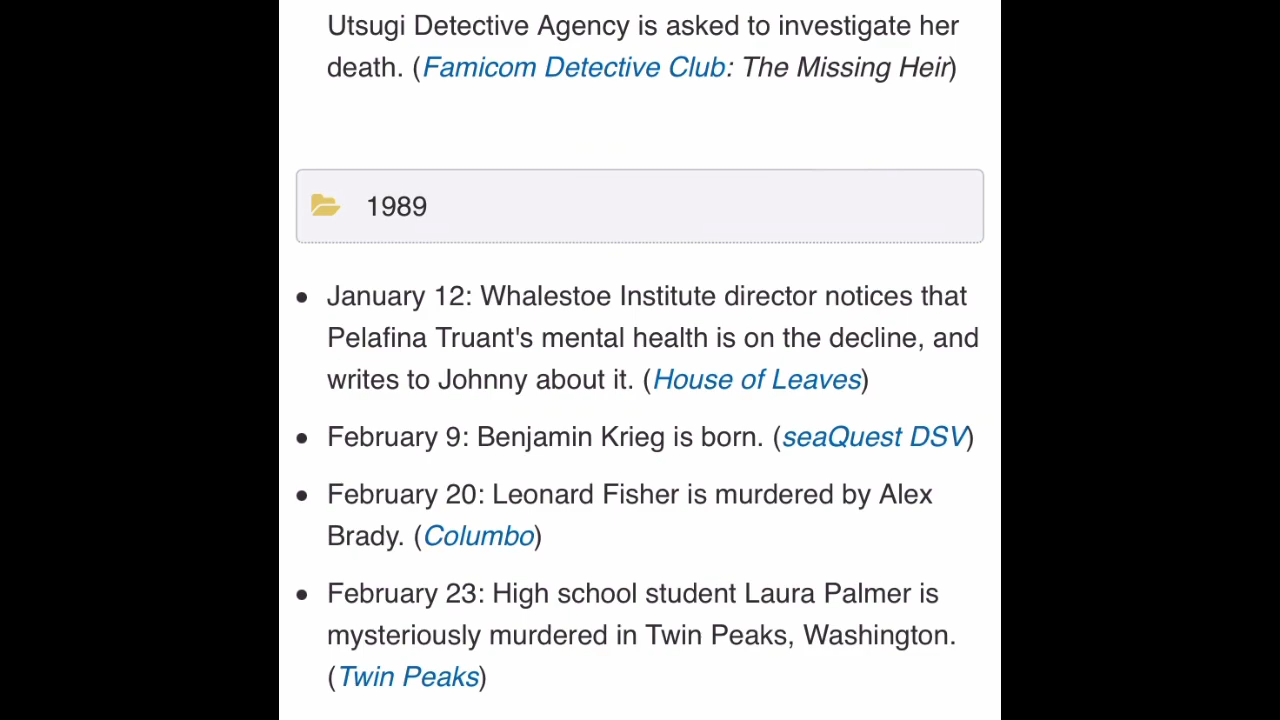 Utsugi Detective Agency is asked to investigate her
death. (Famicom Detective Club: The Missing Heir)
1989
• January 12: Whalestoe Institute director notices that
Pelafina Truant's mental health is on the decline, and
writes to Johnny about it. (House of Leaves)
• February 9: Benjamin Krieg is born. (seaQuest DSV)
• February 20: Leonard Fisher is murdered by Alex
Brady. (Columbo)
• February 23: High school student Laura Palmer is
mysteriously murdered in Twin Peaks, Washington.
(Twin Peaks)